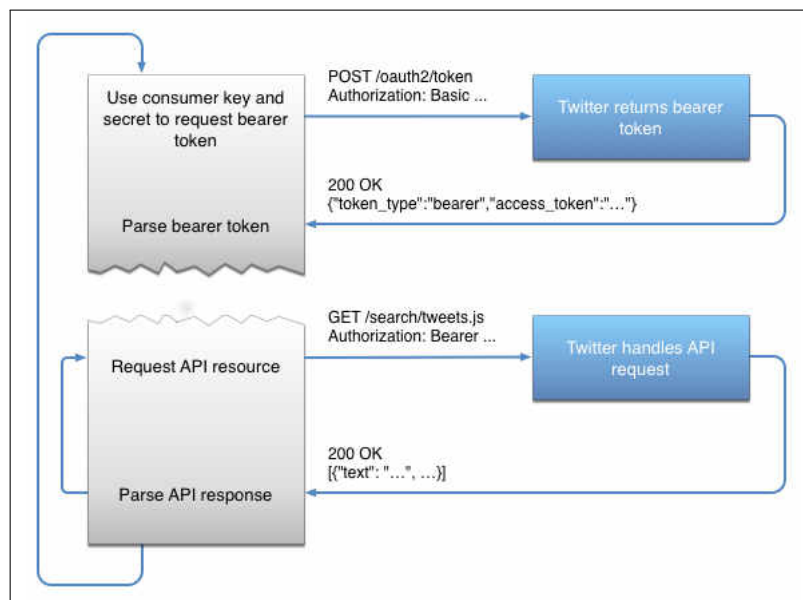 Use consumer key and
secret to request bearer
token
POST /oauth2/token
Authorization: Basic ...
Twitter returns bearer
token
200 OK
{"token_type":"bearer","access_token":"..."}
Parse bearer token
GET /search/tweets.js
Authorization: Bearer ...
Request API resource
Twitter handles API
request
200 OK
[{"text": "...", ...}]
Parse API response